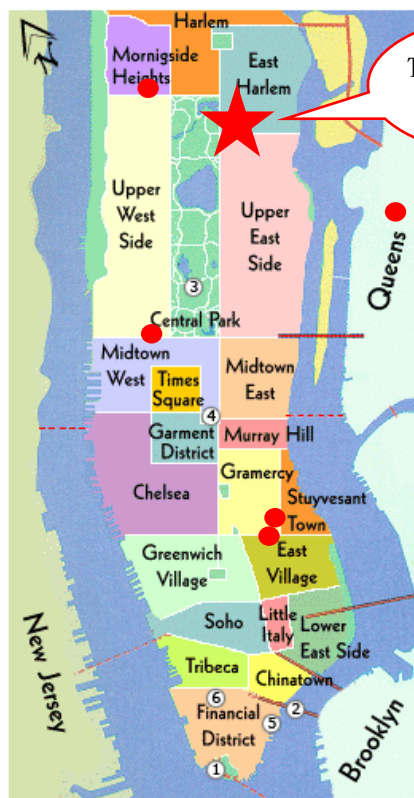 Harlem
Mornigside
Heights
East
Harlem
T
Upper
West
Side
Upper
East
Side
Queens
3
Central Park
Midtown
West
Times
Square
Midtown
East
4
Garment
District
Murray Hill
Chelsea
Gramercy
Stuyvesant
Town
Greenwich
Village
East
Village
Soho
Little
Italy
Lower
East Side
New Jersey
Tribeca
Chinatown
6
Financial
District
2
5
Brooklyn
1